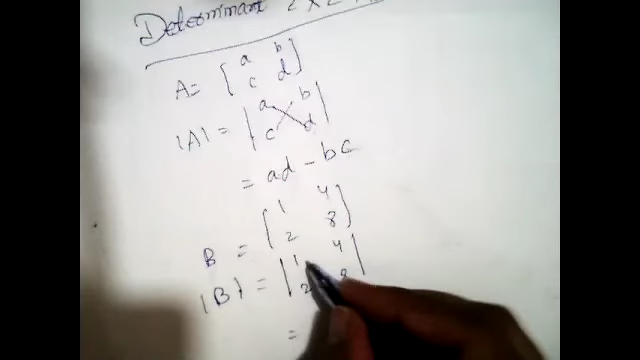 Determinant 2 x 2
A = [ a b
c d ]
|A| = | a b
c d |
= ad - bc
B = [ 1 4
2 8 ]
|B| = | 1 4
2 8 |
=